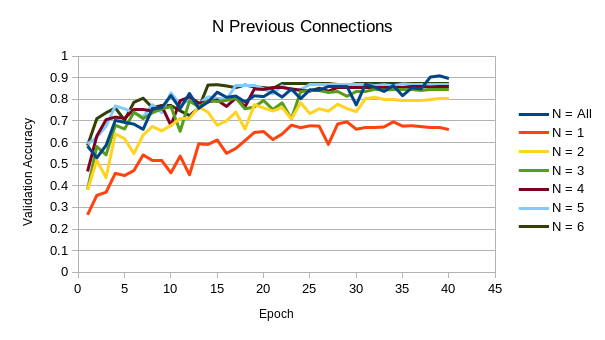 N Previous Connections
Validation Accuracy
1
0.9
0.8
0.7
0.6
0.5
0.4
0.3
0.2
0.1
0
0 5 10 15 20 25 30 35 40 45
Epoch
N = All
N = 1
N = 2
N = 3
N = 4
N = 5
N = 6